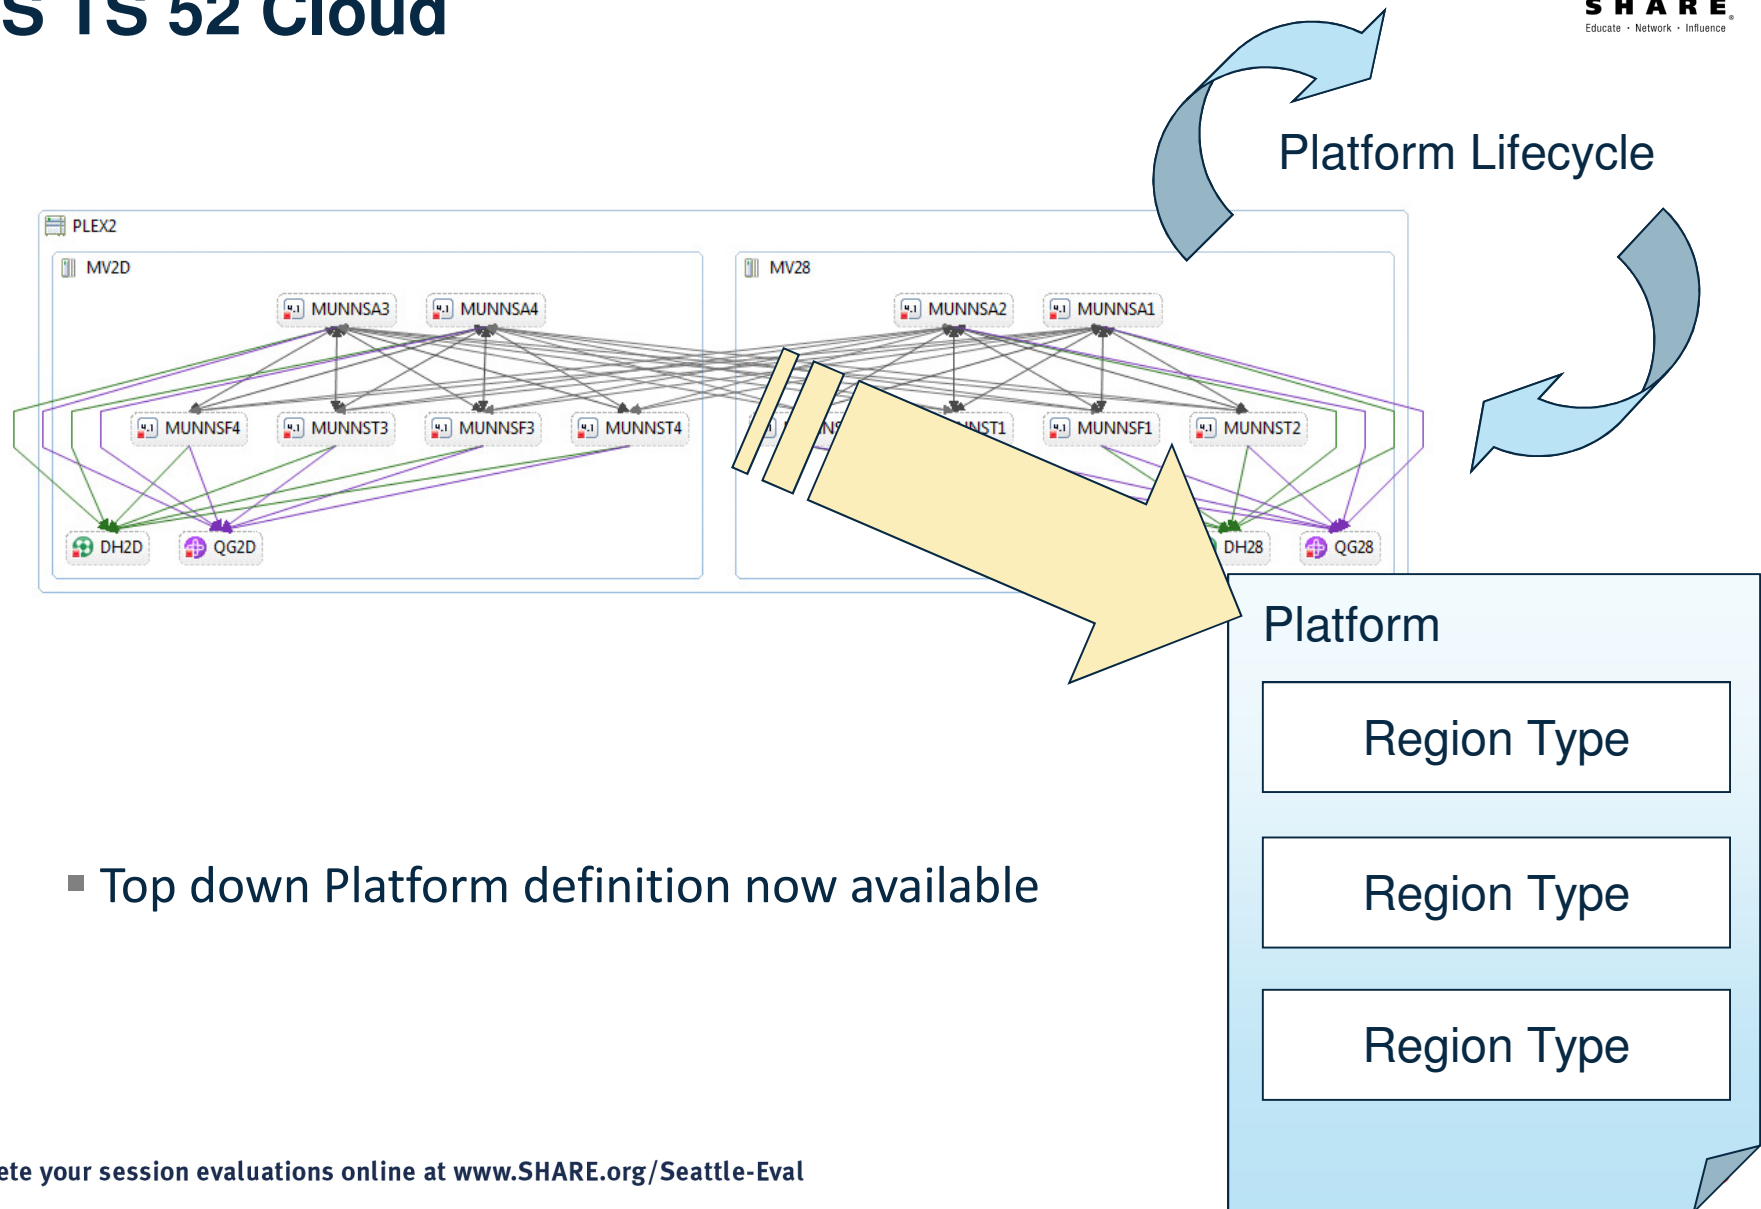 S TS 52 Cloud
SHARE
Educate · Network · Influence
Platform Lifecycle
PLEX2
MV2D
MV28
MUNNSA3
MUNNSA4
MUNNSA2
MUNNSA1
MUNNSF4
MUNNST3
MUNNSF3
MUNNST4
NST1
MUNNSF1
MUNNST2
DH2D
QG2D
DH28
QG28
Platform
Region Type
Region Type
Region Type
Top down Platform definition now available
ete your session evaluations online at www.SHARE.org/Seattle-Eval